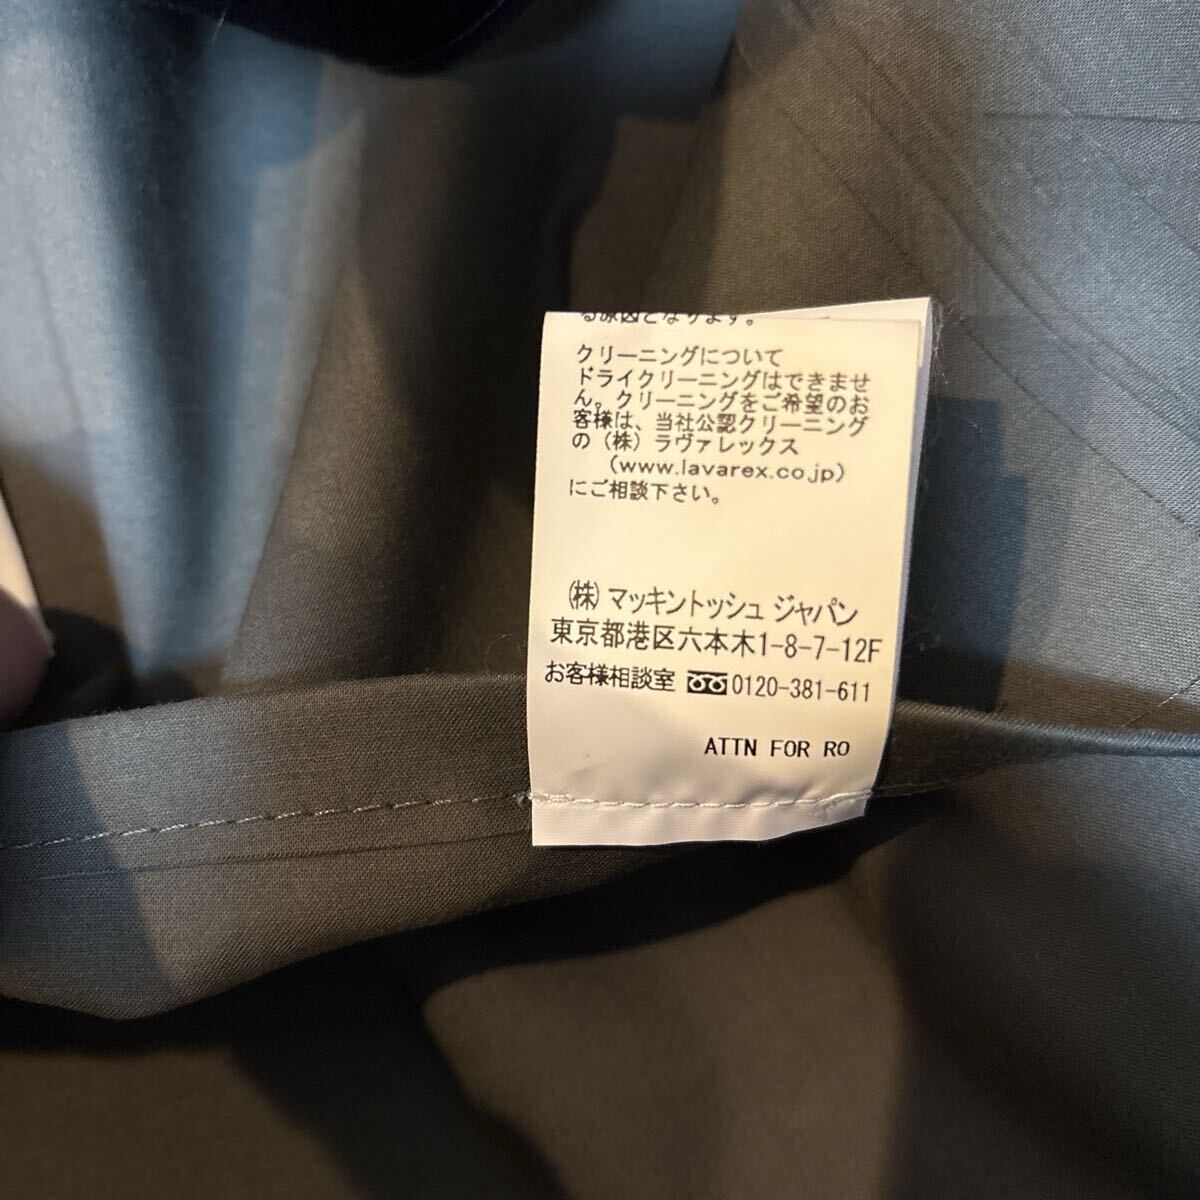 る原因となります。
クリーニングについて
ドライクリーニングはできませ
ん。クリーニングをご希望のお
客様は、当社公認クリーニング
の（株）ラヴァレックス
（www.lavarex.co.jp）
にご相談下さい。
(株) マッキントッシュ ジャパン
東京都港区六本木1-8-7-12F
お客様相談室 0120-381-611
ATTN FOR RO